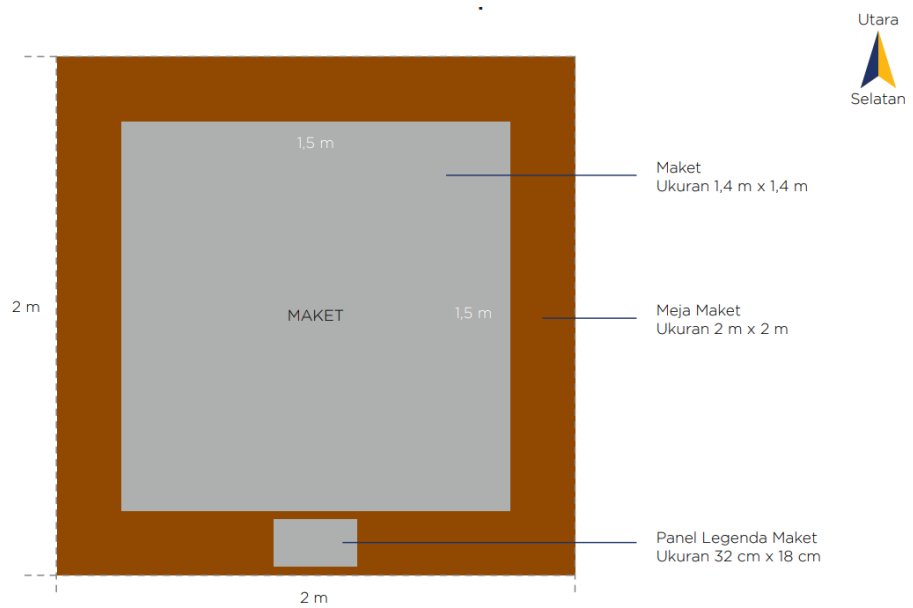 Utara
Selatan
1,5 m
Maket
Ukuran 1,4 m x 1,4 m
2 m
MAKET
1,5 m
Meja Maket
Ukuran 2 m x 2 m
Panel Legenda Maket
Ukuran 32 cm x 18 cm
2 m